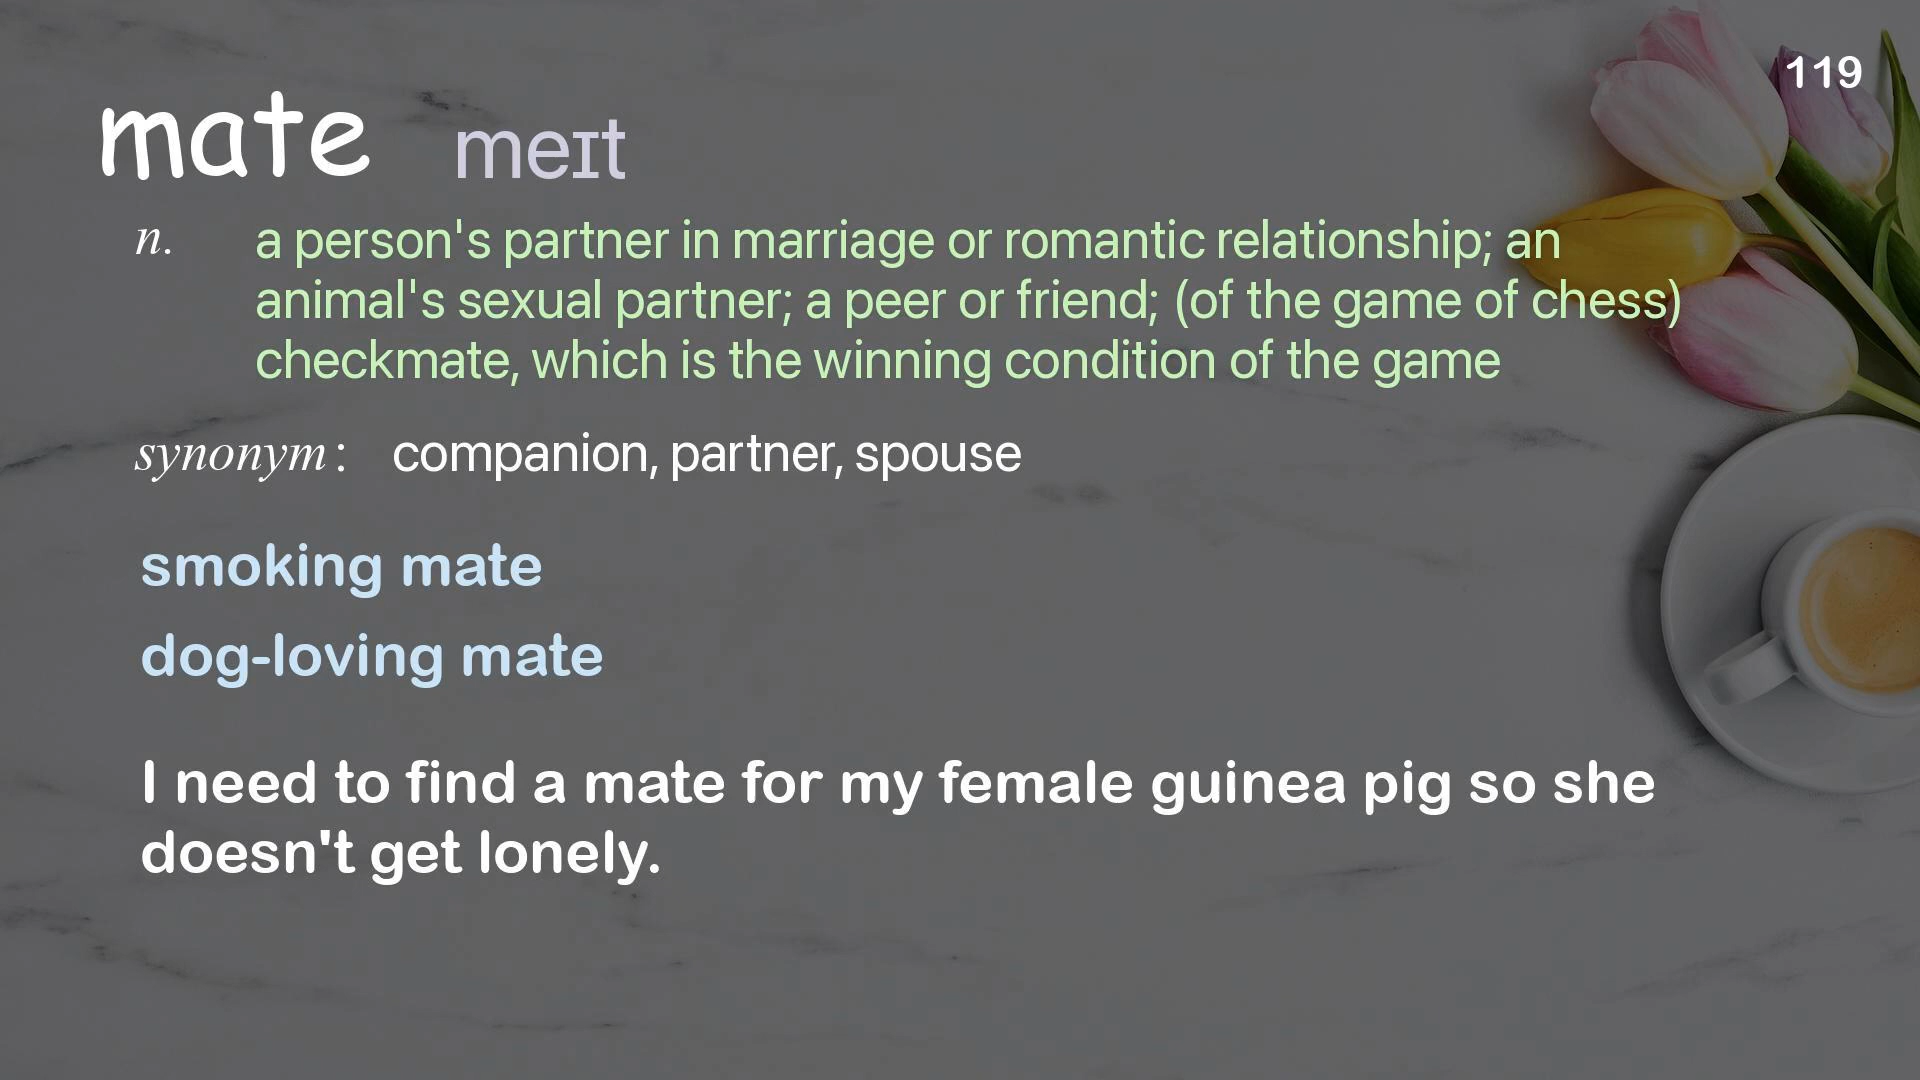 119
mate meɪt
n. a person's partner in marriage or romantic relationship; an
animal's sexual partner; a peer or friend; (of the game of chess)
checkmate, which is the winning condition of the game
synonym : companion, partner, spouse
smoking mate
dog-loving mate
I need to find a mate for my female guinea pig so she
doesn't get lonely.